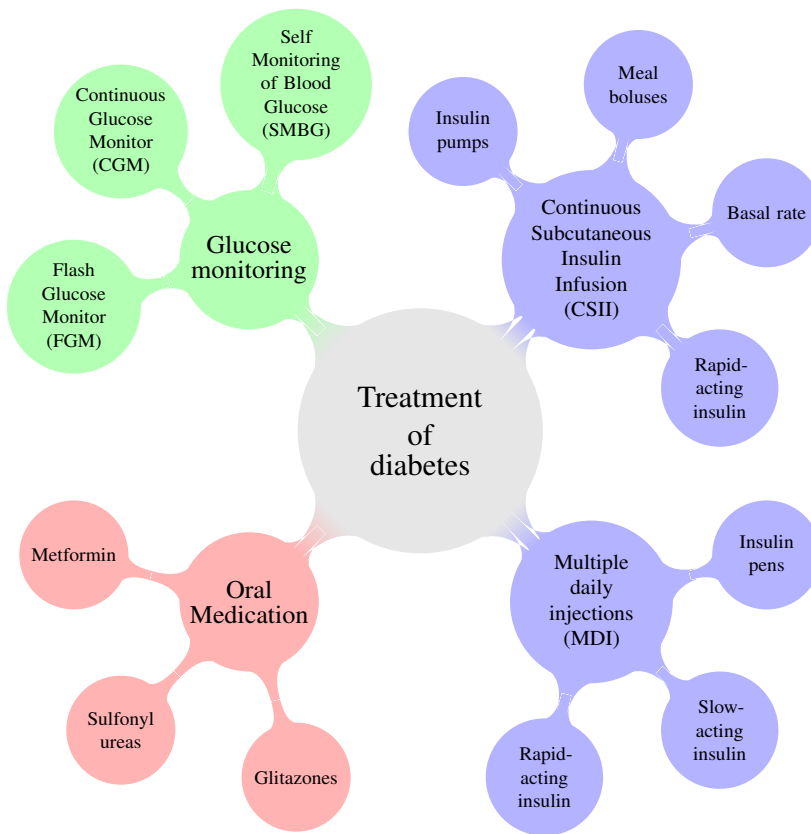 Self
Monitoring
of Blood
Glucose
(SMBG)
Continuous
Glucose
Monitor
(CGM)
Flash
Glucose
Monitor
(FGM)
Glucose
monitoring
Insulin
pumps
Meal
boluses
Basal rate
Rapid-
acting
insulin
Continuous
Subcutaneous
Insulin
Infusion
(CSII)
Treatment
of
diabetes
Metformin
Sulfonyl
ureas
Glitazones
Oral
Medication
Multiple
daily
injections
(MDI)
Insulin
pens
Slow-
acting
insulin
Rapid-
acting
insulin